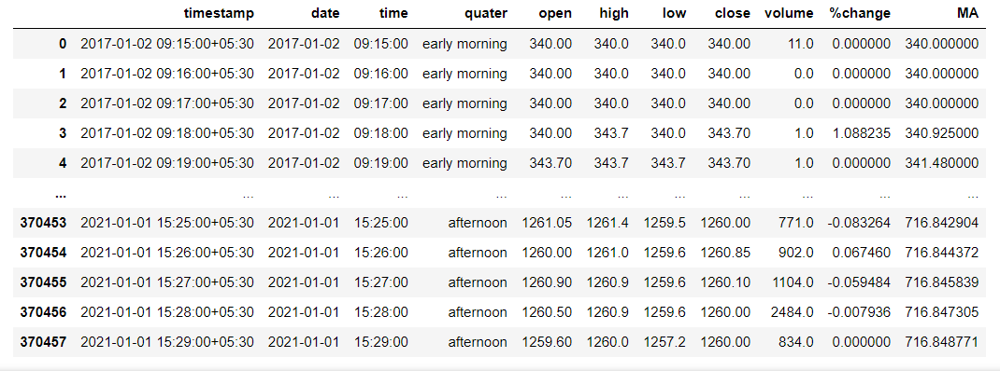 timestamp date time quater open high low close volume %change MA
0 2017-01-02 09:15:00+05:30 2017-01-02 09:15:00 early morning 340.00 340.0 340.0 340.00 11.0 0.000000 340.000000
1 2017-01-02 09:16:00+05:30 2017-01-02 09:16:00 early morning 340.00 340.0 340.0 340.00 0.0 0.000000 340.000000
2 2017-01-02 09:17:00+05:30 2017-01-02 09:17:00 early morning 340.00 340.0 340.0 340.00 0.0 0.000000 340.000000
3 2017-01-02 09:18:00+05:30 2017-01-02 09:18:00 early morning 340.00 343.7 340.0 343.70 1.0 1.088235 340.925000
4 2017-01-02 09:19:00+05:30 2017-01-02 09:19:00 early morning 343.70 343.7 343.7 343.70 1.0 0.000000 341.480000
... ... ... ... ... ... ... ... ... ... ... ...
370453 2021-01-01 15:25:00+05:30 2021-01-01 15:25:00 afternoon 1261.05 1261.4 1259.5 1260.00 771.0 -0.083264 716.842904
370454 2021-01-01 15:26:00+05:30 2021-01-01 15:26:00 afternoon 1260.00 1261.0 1259.6 1260.85 902.0 0.067460 716.844372
370455 2021-01-01 15:27:00+05:30 2021-01-01 15:27:00 afternoon 1260.90 1260.9 1259.6 1260.10 1104.0 -0.059484 716.845839
370456 2021-01-01 15:28:00+05:30 2021-01-01 15:28:00 afternoon 1260.50 1260.9 1259.6 1260.00 2484.0 -0.007936 716.847305
370457 2021-01-01 15:29:00+05:30 2021-01-01 15:29:00 afternoon 1259.60 1260.0 1257.2 1260.00 834.0 0.000000 716.848771